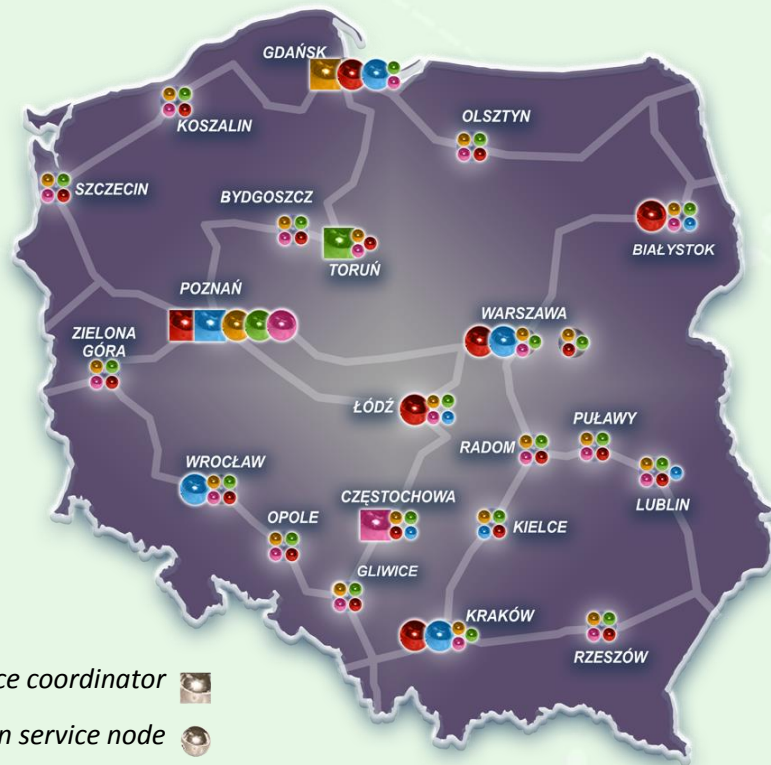 GDAŃSK
KOSZALIN
OLSZTYN
SZCZECIN
BYDGOSZCZ
TORUŃ
BIAŁYSTOK
POZNAŃ
WARSZAWA
ZIELONA
GÓRA
ŁÓDŹ
PUŁAWY
RADOM
WROCŁAW
LUBLIN
CZĘSTOCHOWA
OPOLE
KIELCE
GLIWICE
KRAKÓW
RZESZÓW
ce coordinator
n service node